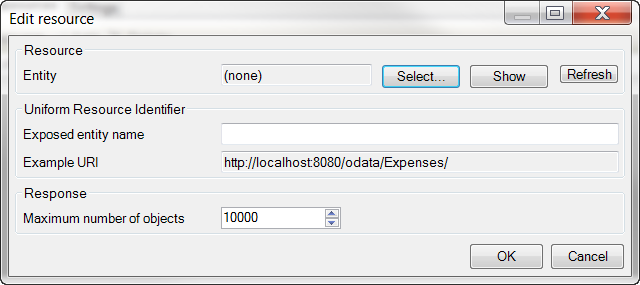 Edit resource
Resource
Entity (none) Select... Show Refresh
Uniform Resource Identifier
Exposed entity name
Example URI http://localhost:8080/odata/Expenses/
Response
Maximum number of objects 10000
OK Cancel